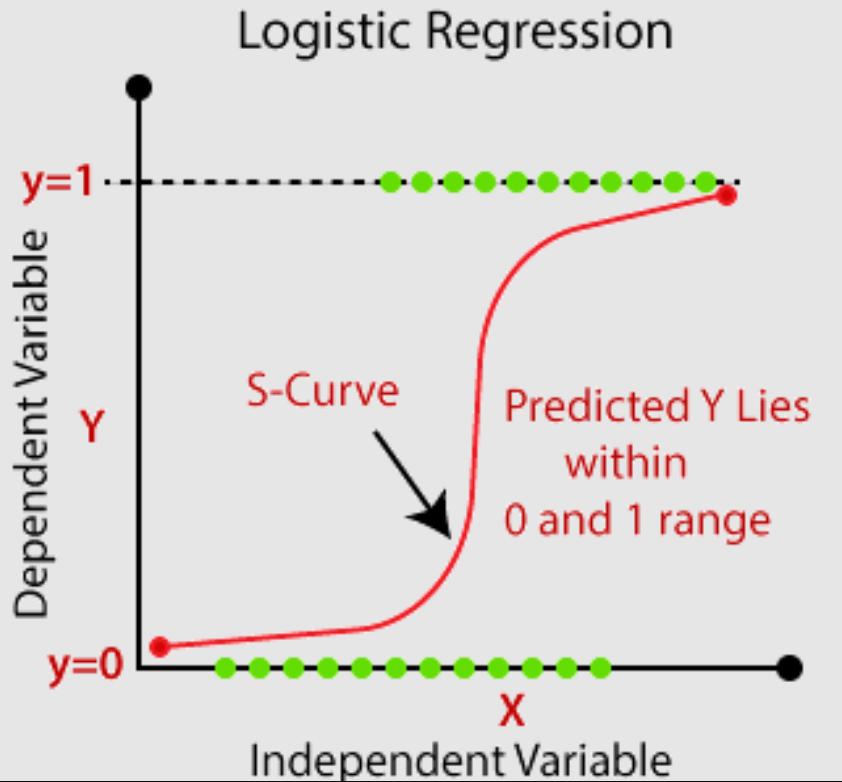 Logistic Regression
y=1
Dependent Variable
Y
S-Curve
Predicted Y Lies
within
0 and 1 range
y=0
X
Independent Variable